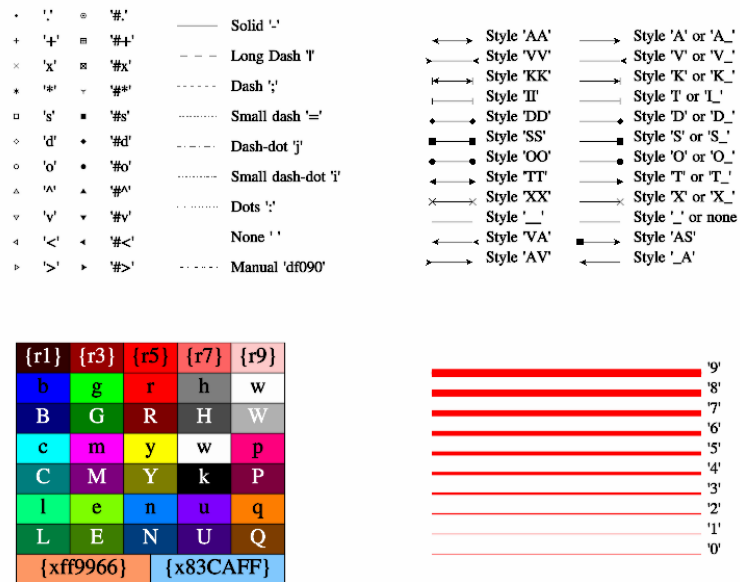 '.' '#.'
'+' '#+'
'x' '#x'
'*' '#*'
's' '#s'
'd' '#d'
'o' '#o'
'^' '#^'
'v' '#v'
'<' '#<'
'>' '#>'
Solid '-'
Long Dash '|'
Dash ';'
Small dash '='
Dash-dot 'j'
Small dash-dot 'i'
Dots ':'
None ' '
Manual 'df090'
Style 'AA' Style 'A' or 'A_'
Style 'VV' Style 'V' or 'V_'
Style 'KK' Style 'K' or 'K_'
Style 'II' Style 'I' or 'I_'
Style 'DD' Style 'D' or 'D_'
Style 'SS' Style 'S' or 'S_'
Style 'OO' Style 'O' or 'O_'
Style 'TT' Style 'T' or 'T_'
Style 'XX' Style 'X' or 'X_'
Style '__' Style '_' or none
Style 'VA' Style 'AS'
Style 'AV' Style '_A'
{r1} {r3} {r5} {r7} {r9}
b g r h w
B G R H W
c m y w p
C M Y k P
l e n u q
L E N U Q
{xff9966} {x83CAFF}
'9'
'8'
'7'
'6'
'5'
'4'
'3'
'2'
'1'
'0'